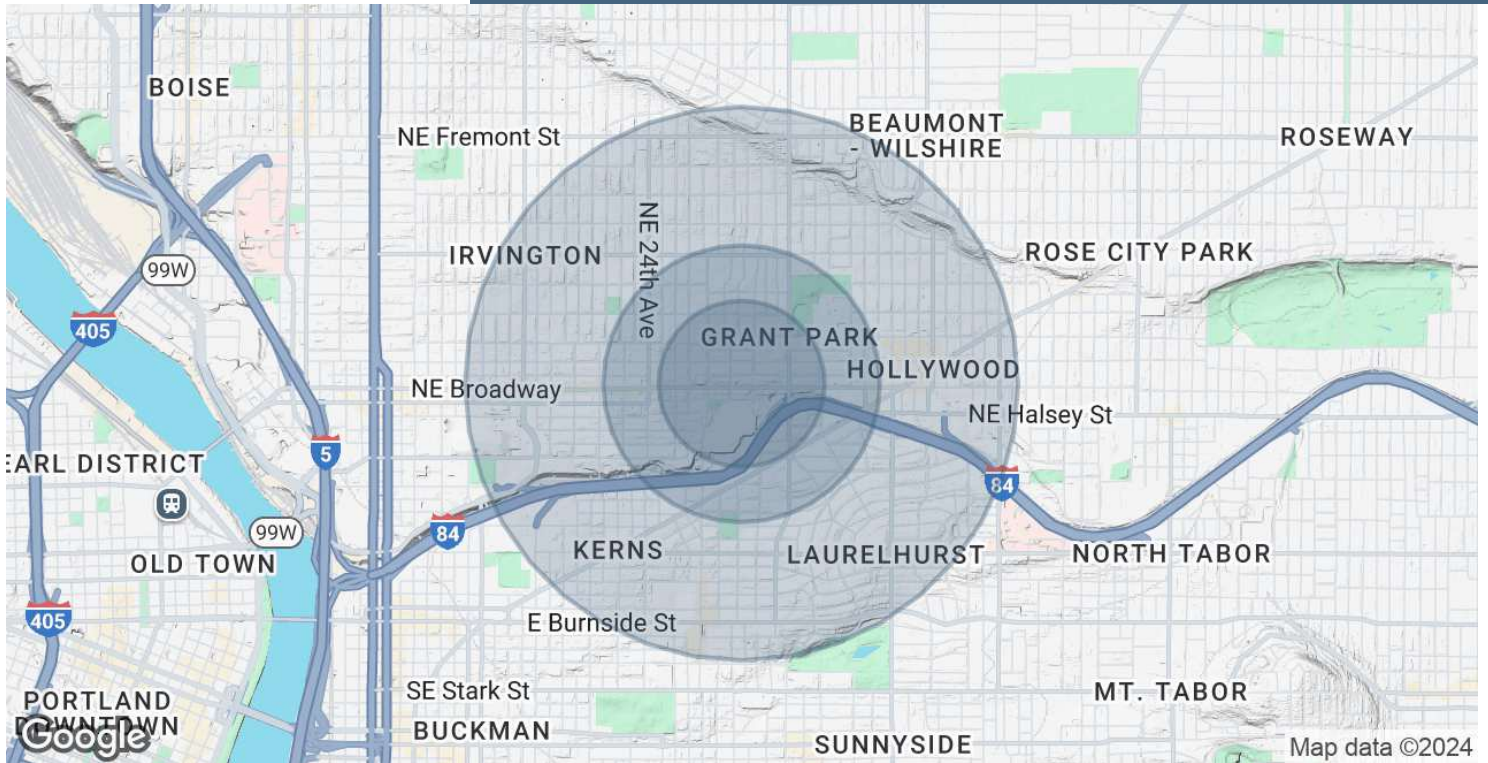 BOISE
NE Fremont St
BEAUMONT
- WILSHIRE
ROSEWAY
NE 24th Ave
IRVINGTON
ROSE CITY PARK
99W
405
GRANT PARK
HOLLYWOOD
NE Broadway
NE Halsey St
5
EARL DISTRICT
84
99W
84
OLD TOWN
KERNS
LAURELHURST
NORTH TABOR
405
E Burnside St
SE Stark St
MT. TABOR
PORTLAND
DOWNTOWN
BUCKMAN
SUNNYSIDE
Google
Map data ©2024